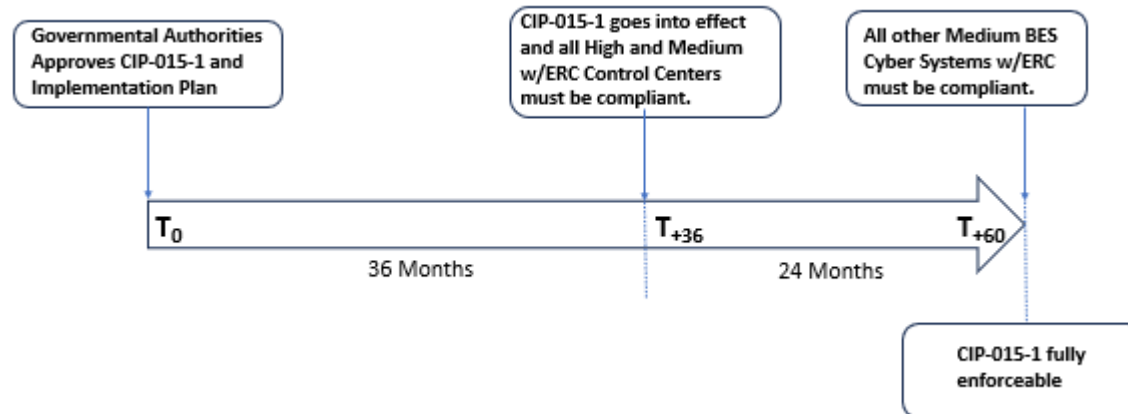 Governmental Authorities
Approves CIP-015-1 and
Implementation Plan
CIP-015-1 goes into effect
and all High and Medium
w/ERC Control Centers
must be compliant.
All other Medium BES
Cyber Systems w/ERC
must be compliant.
T0
T+36
T+60
36 Months
24 Months
CIP-015-1 fully
enforceable